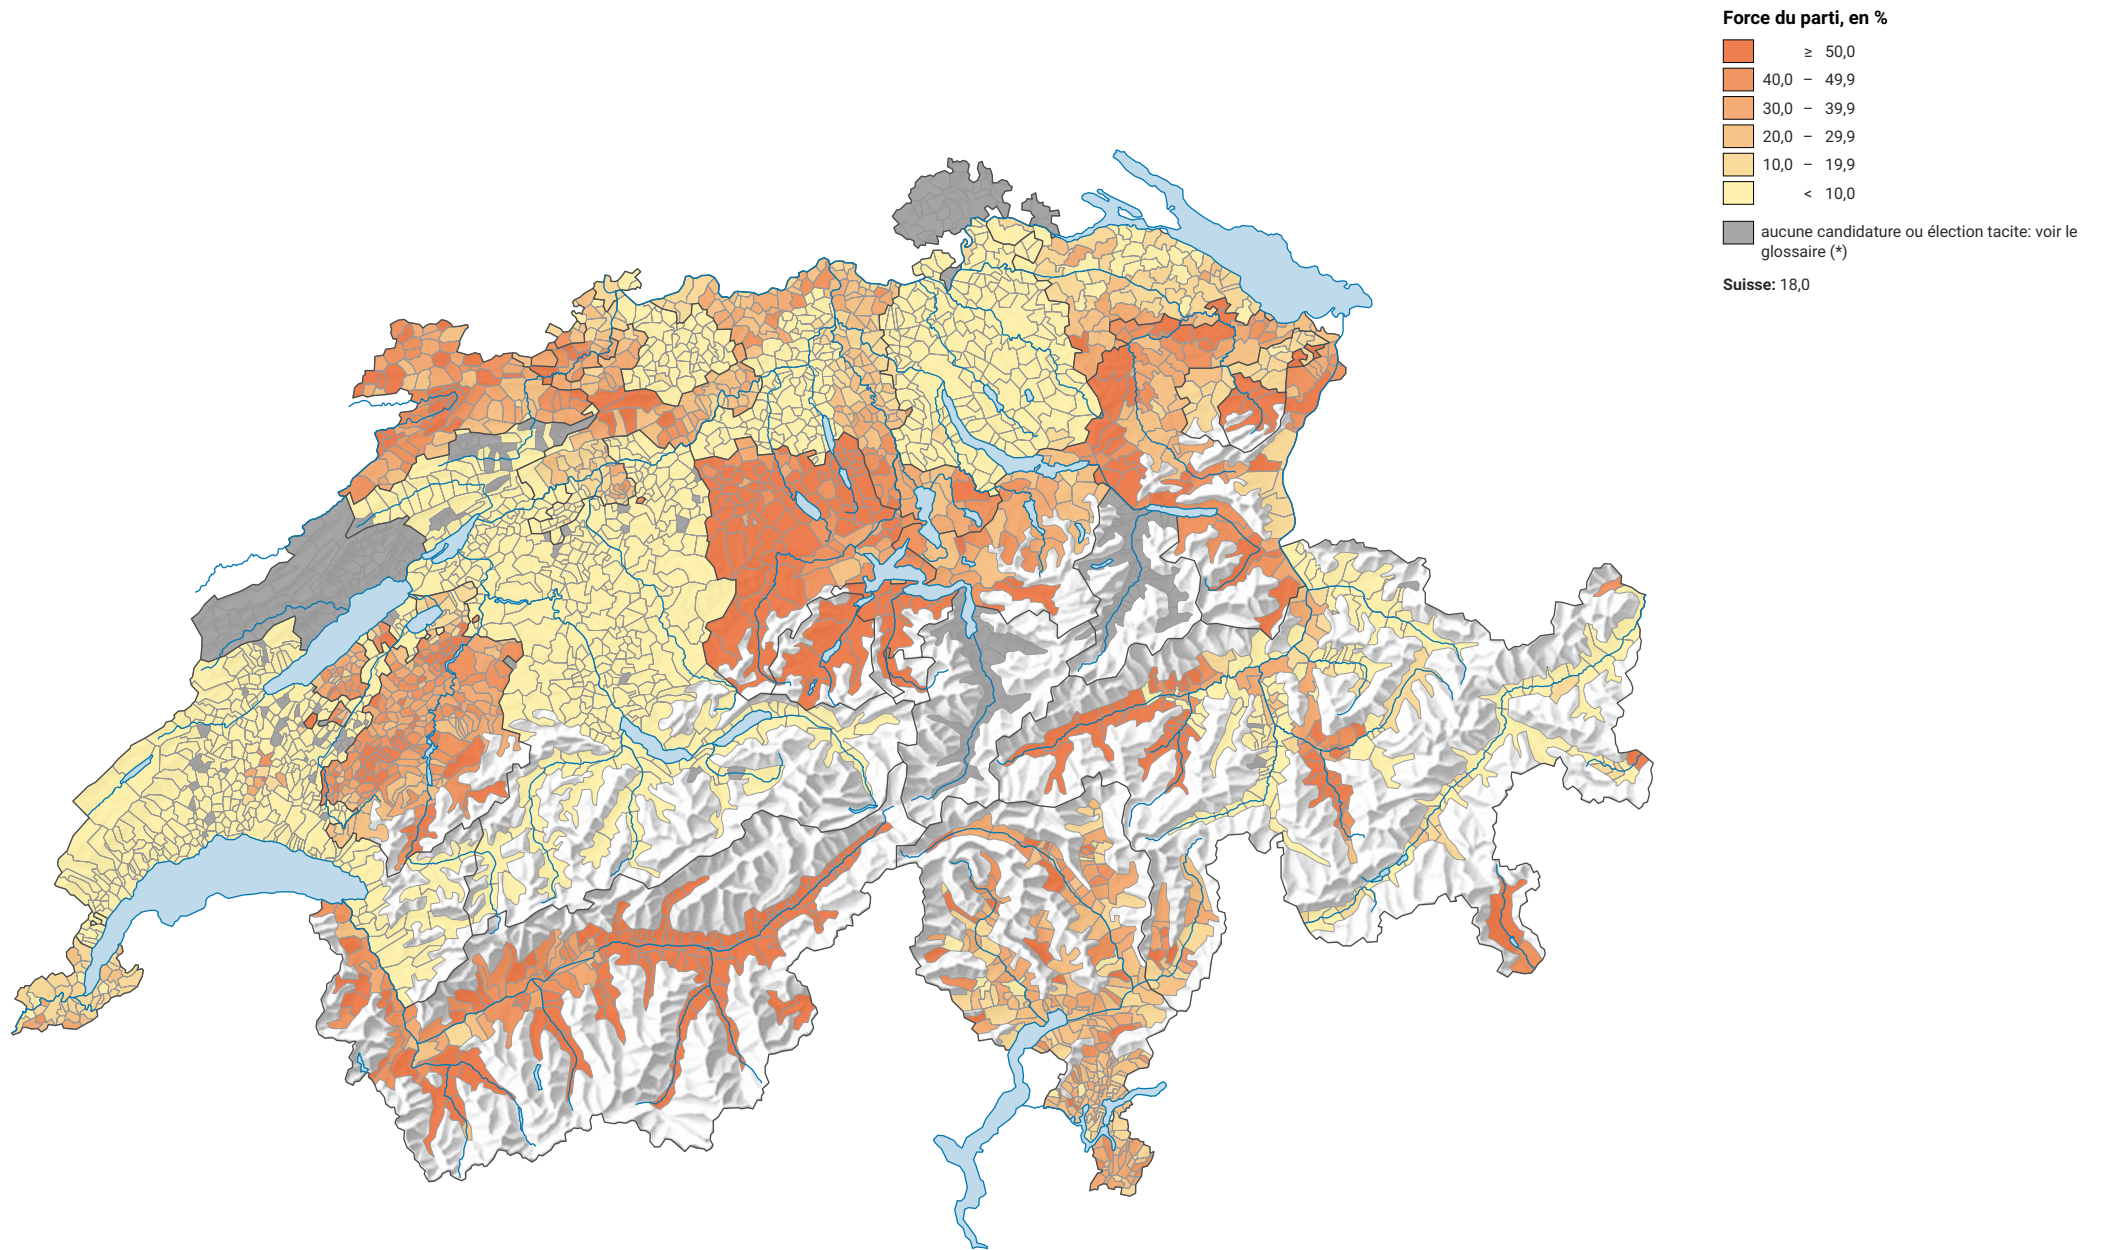 Force du parti, en %
≥ 50,0
40,0 – 49,9
30,0 – 39,9
20,0 – 29,9
10,0 – 19,9
< 10,0
aucune candidature ou élection tacite: voir le
glossaire (*)
Suisse: 18,0